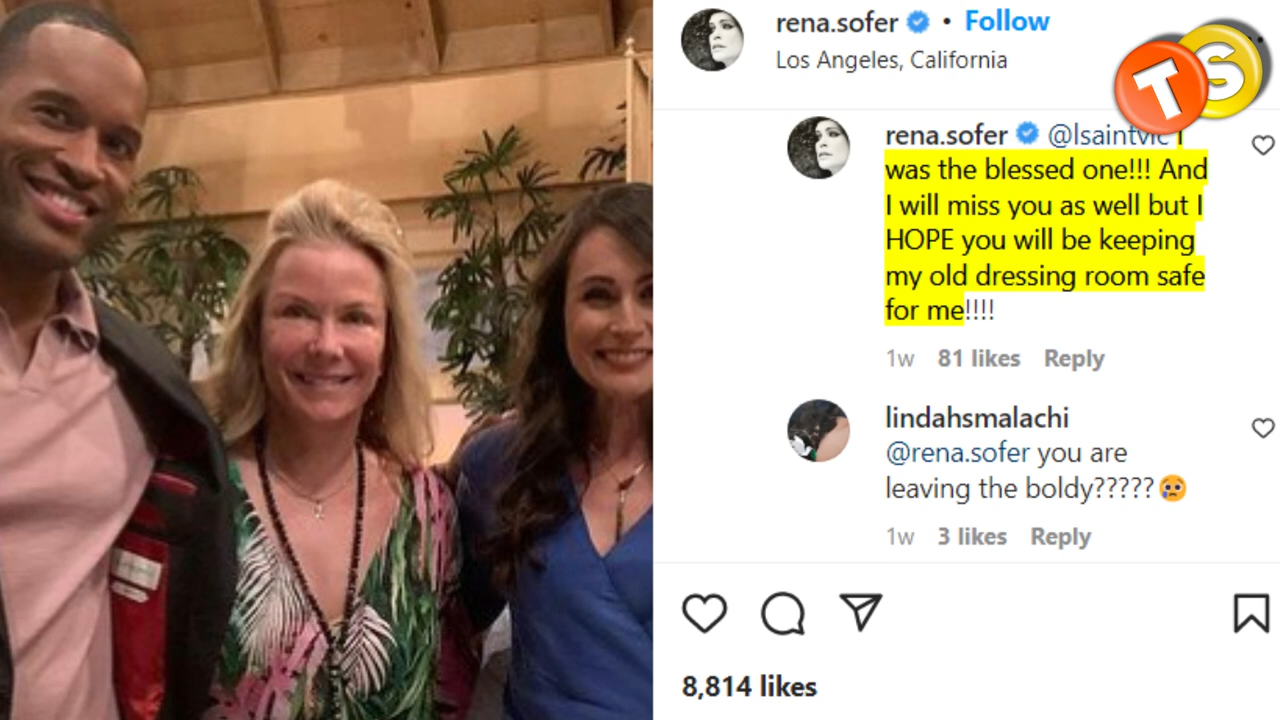 rena.sofer • Follow
Los Angeles, California
TS
rena.sofer @lsaintvic I
was the blessed one!!! And
I will miss you as well but I
HOPE you will be keeping
my old dressing room safe
for me!!!!
1w 81 likes Reply
lindahsmalachi
@rena.sofer you are
leaving the boldy?????😢
1w 3 likes Reply
8,814 likes